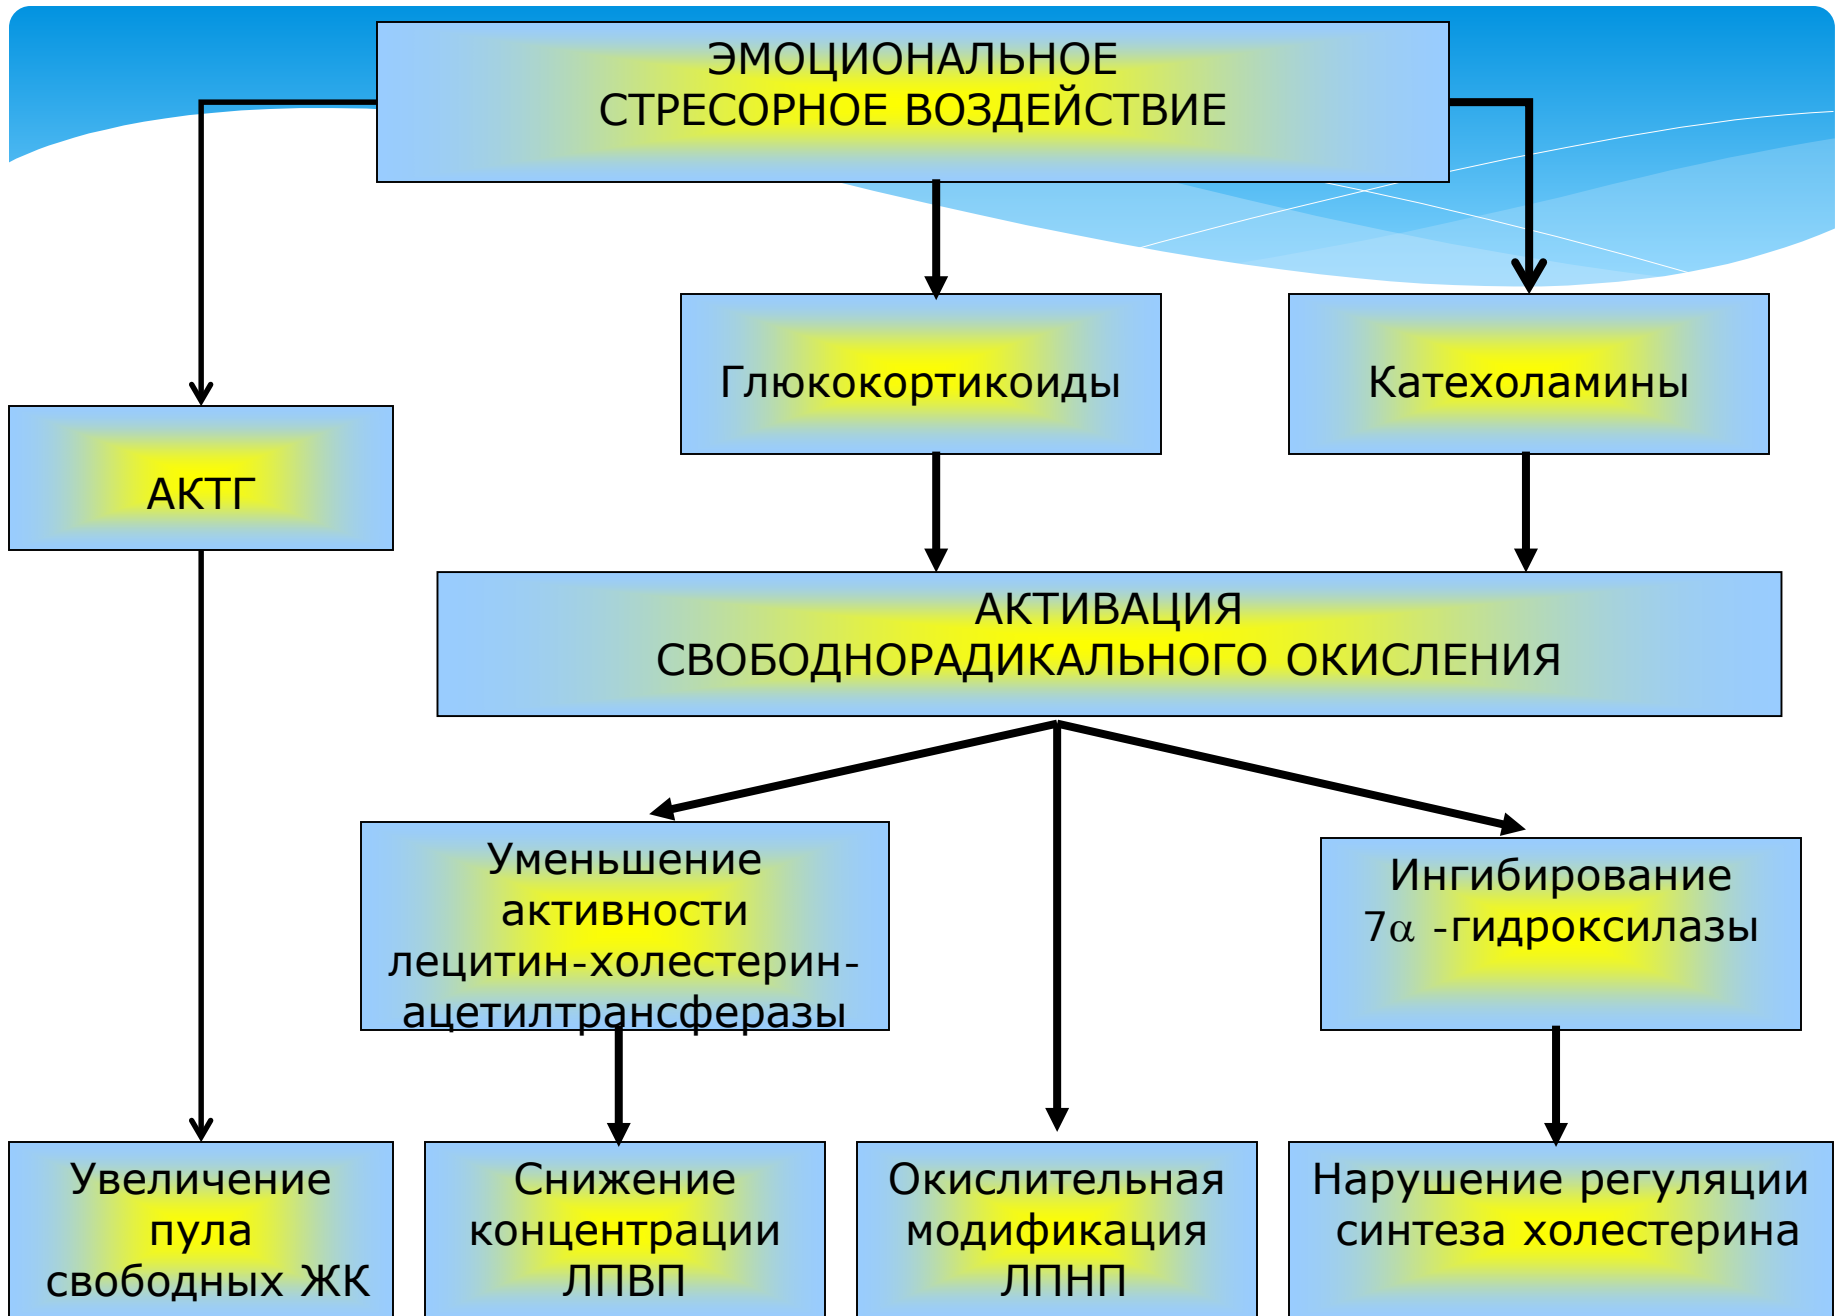 ЭМОЦИОНАЛЬНОЕ
СТРЕСОРНОЕ ВОЗДЕЙСТВИЕ
Глюкокортикоиды
Катехоламины
АКТГ
АКТИВАЦИЯ
СВОБОДНОРАДИКАЛЬНОГО ОКИСЛЕНИЯ
Уменьшение
активности
лецитин-холестерин-
ацетилтрансферазы
Ингибирование
7α -гидроксилазы
Увеличение
пула
свободных ЖК
Снижение
концентрации
ЛПВП
Окислительная
модификация
ЛПНП
Нарушение регуляции
синтеза холестерина